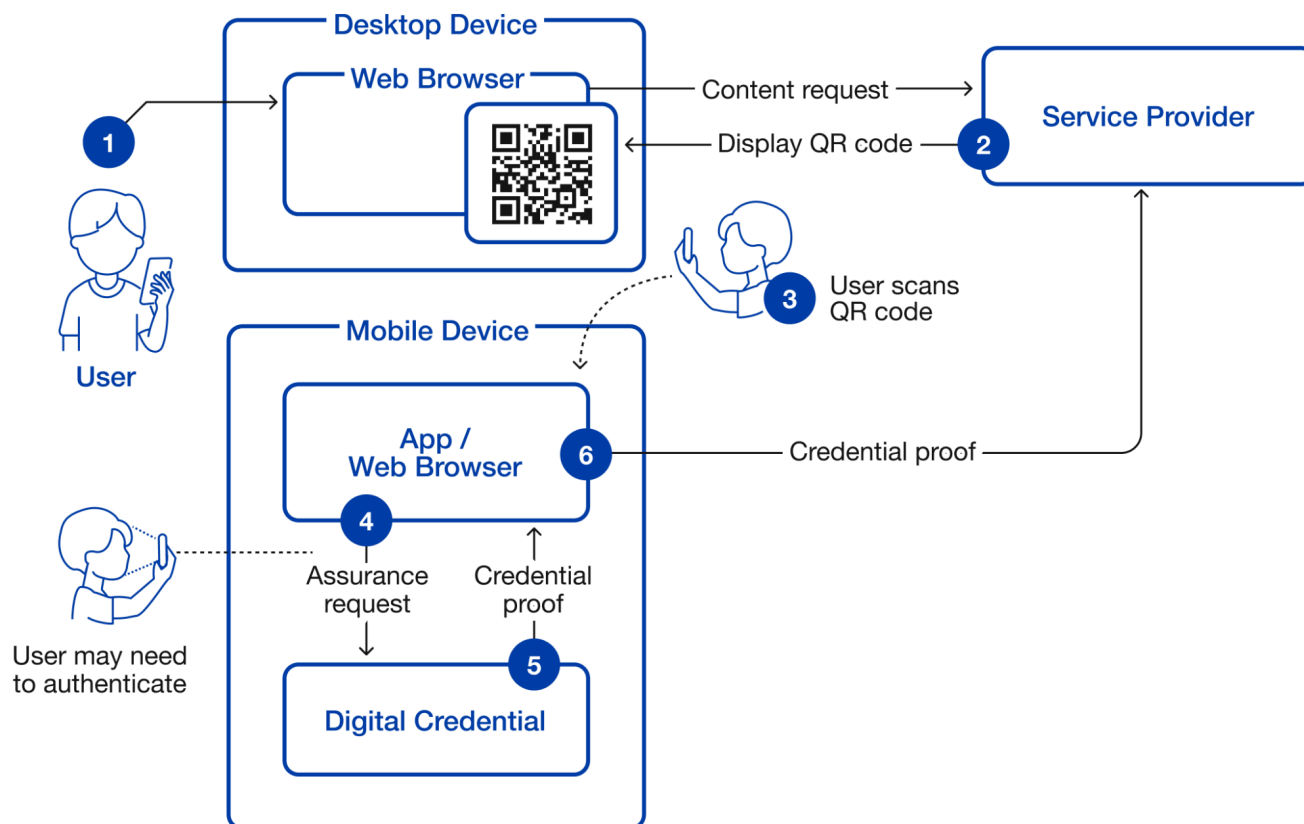 Desktop Device
Web Browser
Content request
Service Provider
1
Display QR code
2
3
User scans
QR code
User
Mobile Device
App /
Web Browser
6
Credential proof
4
Assurance
request
Credential
proof
User may need
to authenticate
5
Digital Credential